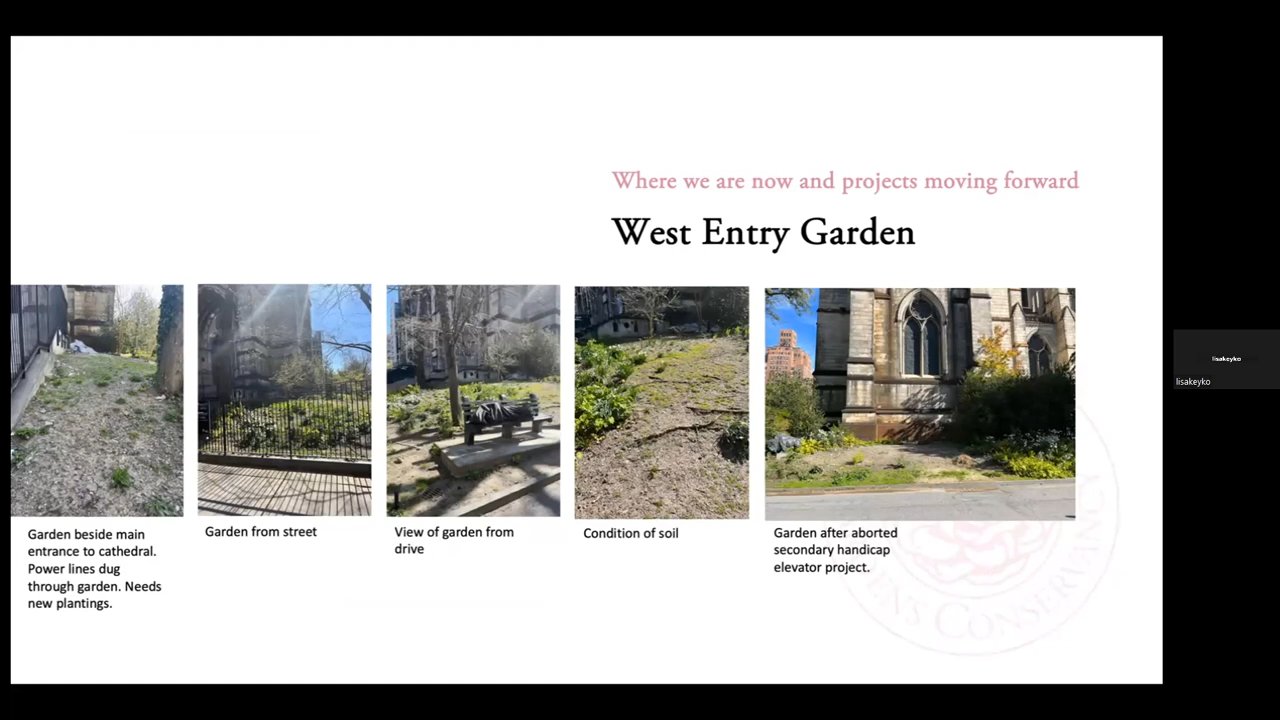 Where we are now and projects moving forward
West Entry Garden
Garden beside main
entrance to cathedral.
Power lines dug
through garden. Needs
new plantings.
Garden from street
View of garden from
drive
Condition of soil
Garden after aborted
secondary handicap
elevator project.
CONSERVANCY
lisakeyko
lisakeyko